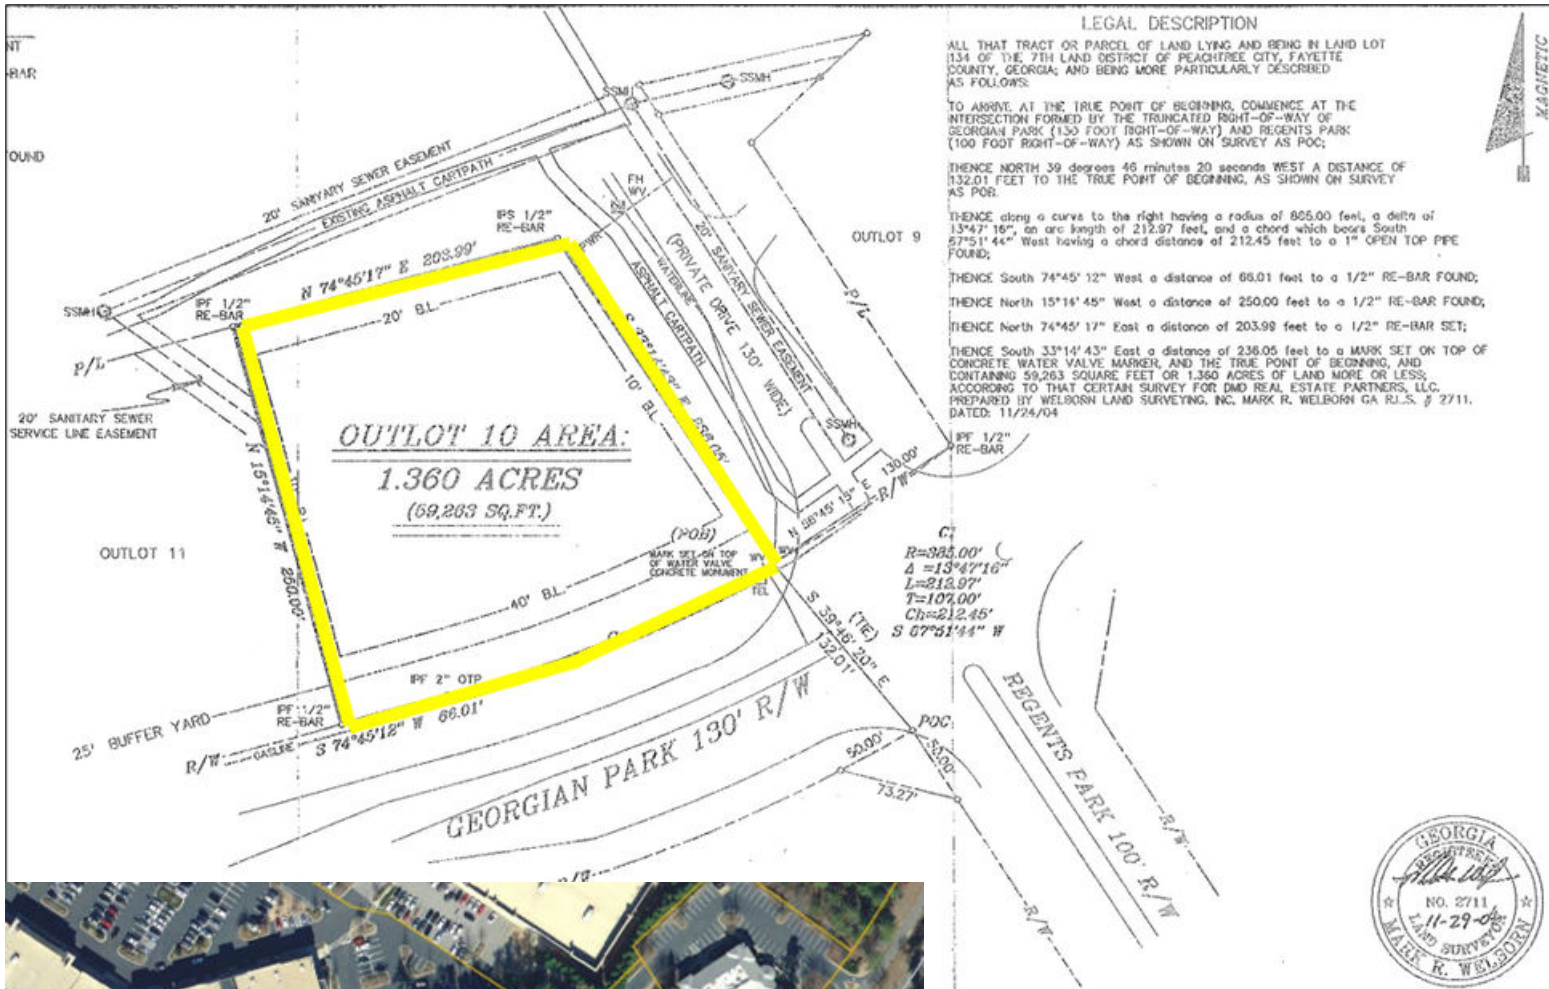 NT
-BAR
OUND
LEGAL DESCRIPTION
ALL THAT TRACT OR PARCEL OF LAND LYING AND BEING IN LAND LOT
134 OF THE 7TH LAND DISTRICT OF PEACHTREE CITY, FAYETTE
COUNTY, GEORGIA; AND BEING MORE PARTICULARLY DESCRIBED
AS FOLLOWS:
TO ARRIVE AT THE TRUE POINT OF BEGINNING, COMMENCE AT THE
INTERSECTION FORMED BY THE TRUNCATED RIGHT-OF-WAY OF
GEORGIAN PARK (130 FOOT RIGHT-OF-WAY) AND REGENTS PARK
(100 FOOT RIGHT-OF-WAY) AS SHOWN ON SURVEY AS POC;
THENCE NORTH 39 degrees 46 minutes 20 seconds WEST A DISTANCE OF
132.01 FEET TO THE TRUE POINT OF BEGINNING, AS SHOWN ON SURVEY
AS POB.
THENCE along a curve to the right having a radius of 885.00 feet, a delta of
13°47'16", an arc length of 212.97 feet, and a chord which bears South
67°51'44" West having a chord distance of 212.45 feet to a 1" OPEN TOP PIPE
FOUND;
THENCE South 74°45'12" West a distance of 66.01 feet to a 1/2" RE-BAR FOUND;
THENCE North 15°14'45" West a distance of 250.00 feet to a 1/2" RE-BAR FOUND;
THENCE North 74°45'17" East a distance of 203.99 feet to a 1/2" RE-BAR SET;
THENCE South 33°14'43" East a distance of 236.05 feet to a MARK SET ON TOP OF
CONCRETE WATER VALVE MARKER, AND THE TRUE POINT OF BEGINNING, AND
CONTAINING 59,263 SQUARE FEET OR 1.360 ACRES OF LAND MORE OR LESS;
ACCORDING TO THAT CERTAIN SURVEY FOR DMD REAL ESTATE PARTNERS, LLC.
PREPARED BY WELBORN LAND SURVEYING, INC. MARK R. WELBORN GA R.L.S. # 2711.
DATED: 11/24/04
MAGNETIC
SSMH
SSMH
20' SANITARY SEWER EASEMENT
EXISTING ASPHALT CARTPATH
FH
WV
IPS 1/2"
RE-BAR
PWR
20' SANITARY SEWER EASEMENT
(PRIVATE DRIVE 130' WIDE)
WATERLINE
ASPHALT CARTPATH
OUTLOT 9
P/L
SSMH
IPF 1/2"
RE-BAR
N 74°45'17" E 203.99'
20' B.L.
P/L
20' SANITARY SEWER
SERVICE LINE EASEMENT
10' B.L.
OUTLOT 10 AREA:
1.360 ACRES
(59,263 SQ.FT.)
N 15°14'45" W 250.00'
OUTLOT 11
(POB)
MARK SET ON TOP
OF WATER VALVE
CONCRETE MONUMENT
WV
WV
TEL
SSMH
IPF 1/2"
RE-BAR
N 56°45'15" E 130.00'
R/W
C
R=885.00'
Δ =13°47'16"
L=212.97'
T=107.00'
Ch=212.45'
S 67°51'44" W
40' B.L.
S 39°46'20" E
(TIE)
132.01'
IPF 2" OTP
IPF 1/2"
RE-BAR
25' BUFFER YARD
R/W
GASLINE
S 74°45'12" W 66.01'
GEORGIAN PARK 130' R/W
POC
50.00'
50.00'
73.27'
REGENTS PARK 100' R/W
R/W
R/W
R/W
GEORGIA
REGISTERED
NO. 2711
11-29-04
LAND SURVEYOR
MARK R. WELBORN